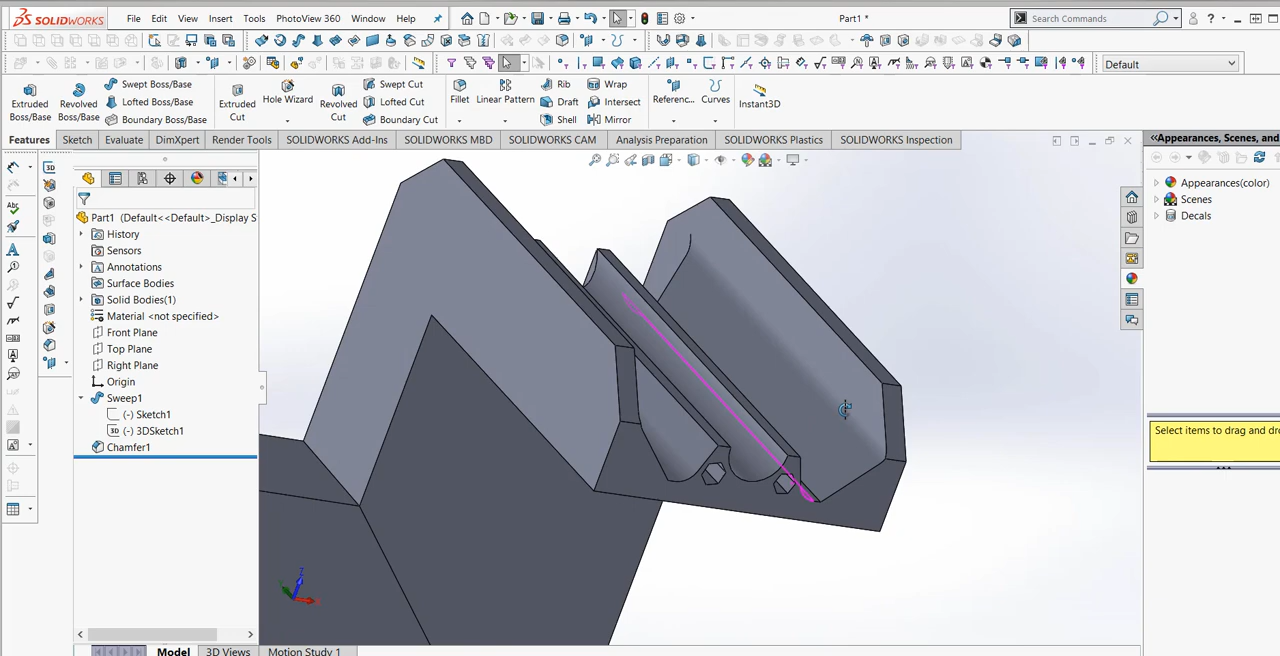 SOLIDWORKS File Edit View Insert Tools PhotoView 360 Window Help Part1 * Search Commands ?
Default
Extruded Boss/Base
Revolved Boss/Base
Swept Boss/Base
Lofted Boss/Base
Boundary Boss/Base
Extruded Cut
Hole Wizard
Revolved Cut
Swept Cut
Lofted Cut
Boundary Cut
Fillet
Linear Pattern
Rib
Draft
Shell
Wrap
Intersect
Mirror
Referenc...
Curves
Instant3D
Features Sketch Evaluate DimXpert Render Tools SOLIDWORKS Add-Ins SOLIDWORKS MBD SOLIDWORKS CAM Analysis Preparation SOLIDWORKS Plastics SOLIDWORKS Inspection
Part1 (Default<<Default>_Display S
History
Sensors
Annotations
Surface Bodies
Solid Bodies(1)
Material <not specified>
Front Plane
Top Plane
Right Plane
Origin
Sweep1
(-) Sketch1
(-) 3DSketch1
Chamfer1
Model 3D Views Motion Study 1
Appearances, Scenes, and
Appearances(color)
Scenes
Decals
Select items to drag and dro